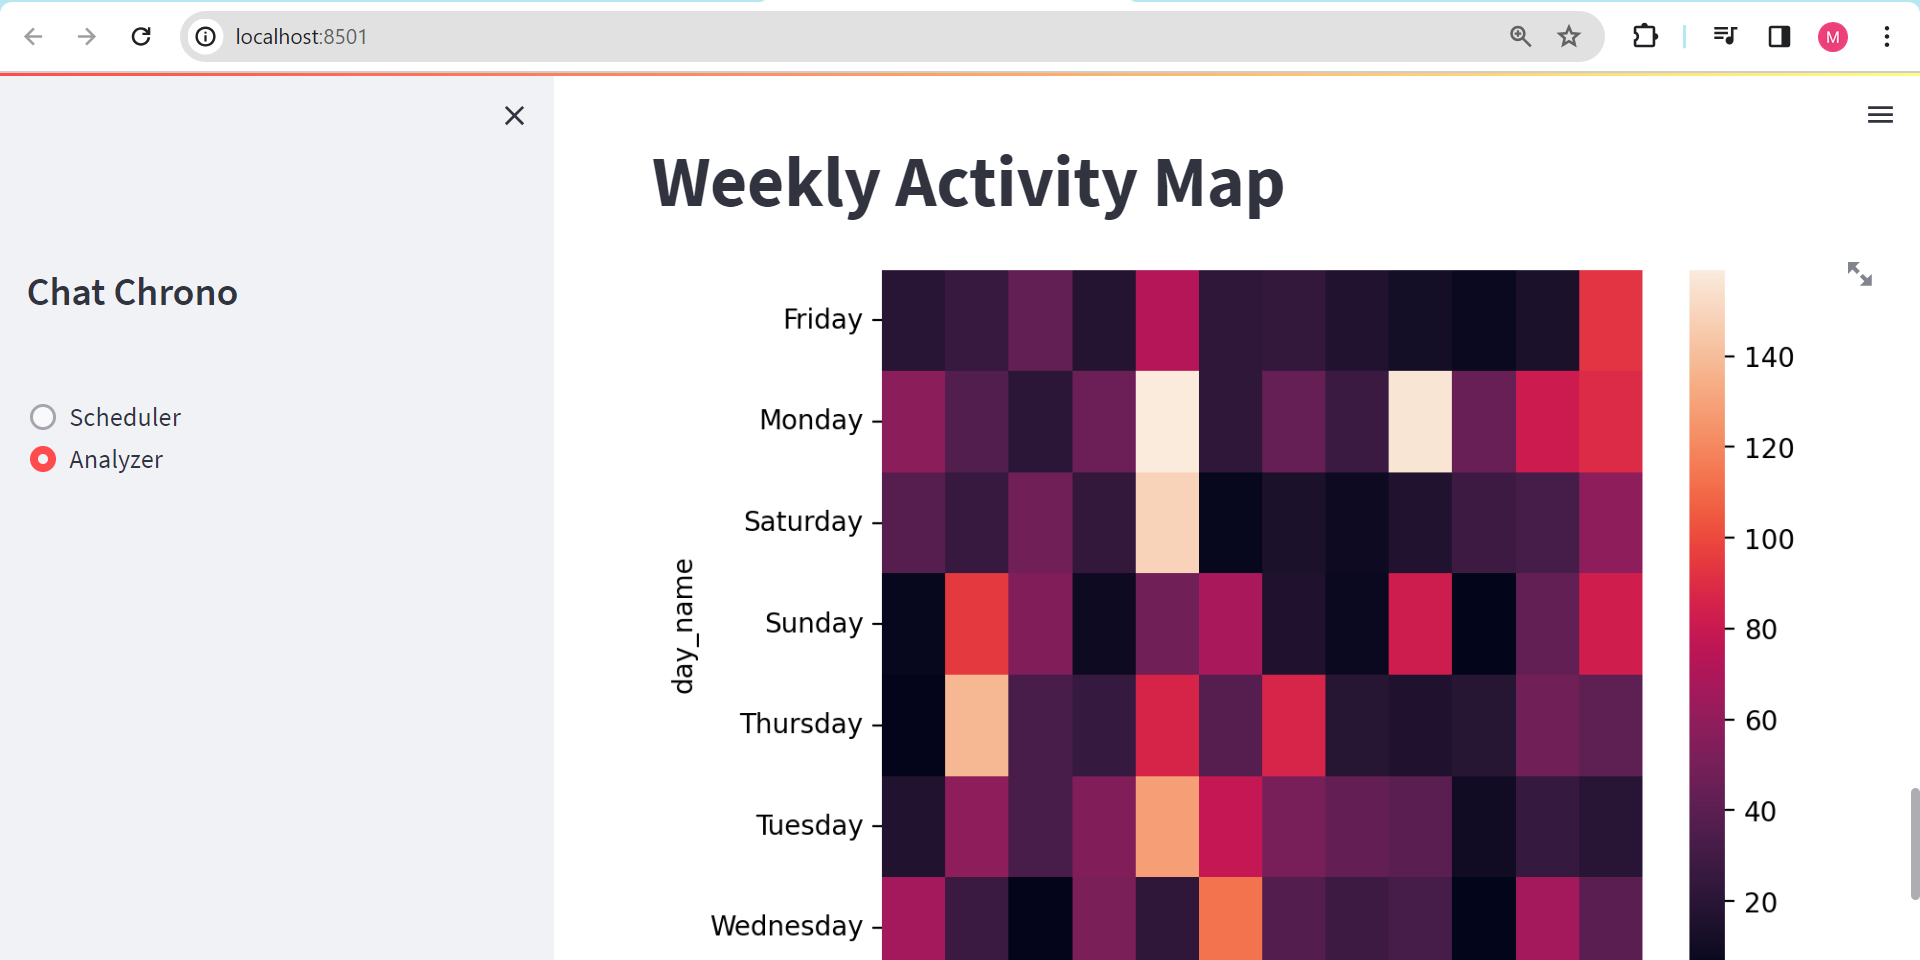 localhost:8501
M
Weekly Activity Map
Chat Chrono
Scheduler
Analyzer
day_name
Friday
Monday
Saturday
Sunday
Thursday
Tuesday
Wednesday
140
120
100
80
60
40
20